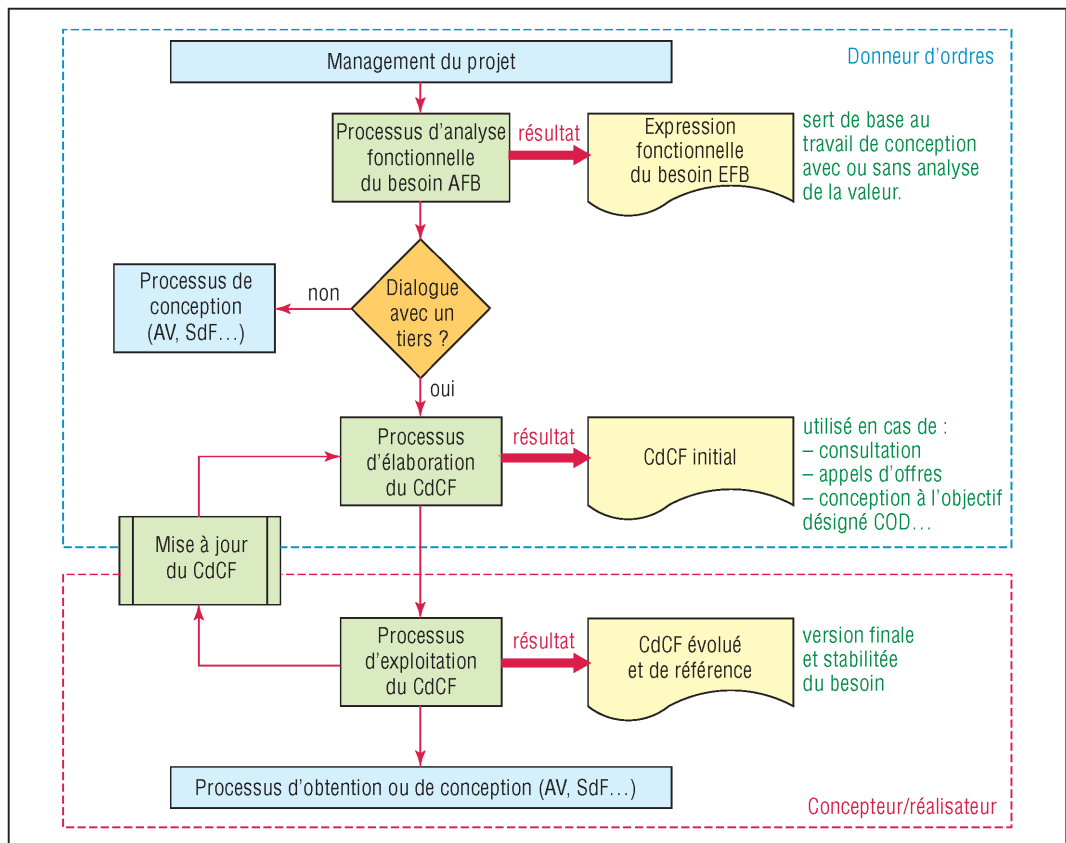 Donneur d'ordres
Management du projet
Processus d'analyse
fonctionnelle
du besoin AFB
résultat
Expression
fonctionnelle
du besoin EFB
sert de base au
travail de conception
avec ou sans analyse
de la valeur.
Processus de
conception
(AV, SdF…)
non
Dialogue
avec un
tiers ?
oui
Processus
d'élaboration
du CdCF
résultat
CdCF initial
utilisé en cas de :
– consultation
– appels d'offres
– conception à l'objectif
désigné COD…
Mise à jour
du CdCF
Processus
d'exploitation
du CdCF
résultat
CdCF évolué
et de référence
version finale
et stabilitée
du besoin
Processus d'obtention ou de conception (AV, SdF…)
Concepteur/réalisateur